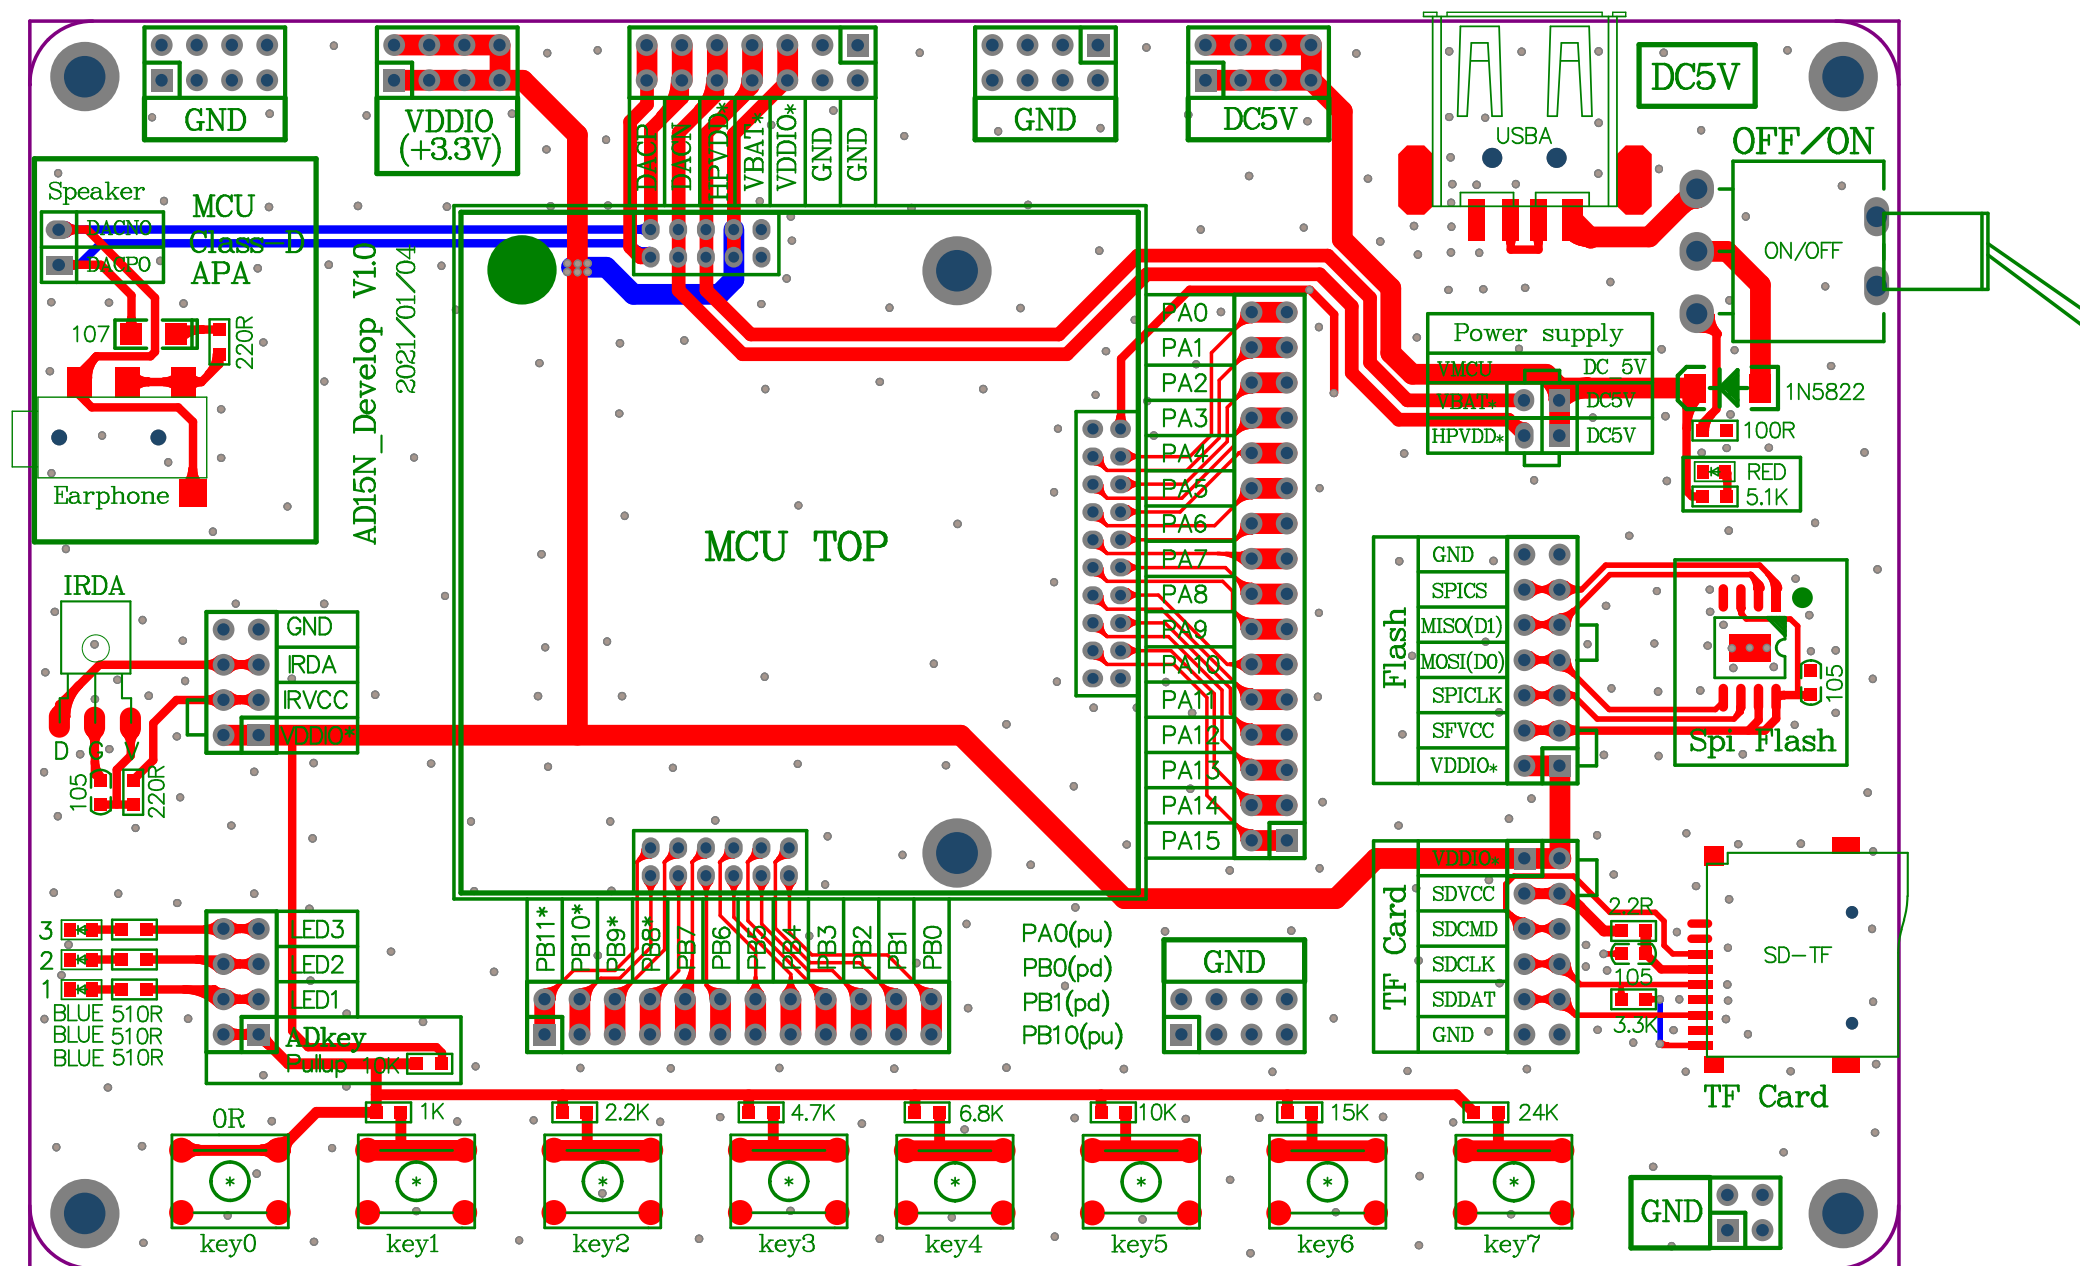 GND
VDDIO
(+3.3V)
DACP
DACN
HPVDD*
VBAT*
VDDIO*
GND
GND
GND
DC5V
USBA
DC5V
OFF/ON
ON/OFF
Speaker
DACNO
DACPO
MCU
Class-D
APA
107
220R
Earphone
AD15N_Develop V1.0
2021/01/04
MCU TOP
PA0
PA1
PA2
PA3
PA4
PA5
PA6
PA7
PA8
PA9
PA10
PA11
PA12
PA13
PA14
PA15
Power supply
VMCU DC_5V
VBAT* DC5V
HPVDD* DC5V
1N5822
100R
RED
5.1K
IRDA
D G V
105
220R
GND
IRDA
IRVCC
VDDIO*
Flash
GND
SPICS
MISO(D1)
MOSI(D0)
SPICLK
SFVCC
VDDIO*
105
Spi Flash
TF Card
VDDIO*
SDVCC
SDCMD
SDCLK
SDDAT
GND
2.2R
105
3.3K
SD-TF
TF Card
3
2
1
BLUE 510R
BLUE 510R
BLUE 510R
LED3
LED2
LED1
ADkey
Pullup 10K
PB11*
PB10*
PB9*
PB8*
PB7
PB6
PB5
PB4
PB3
PB2
PB1
PB0
PA0(pu)
PB0(pd)
PB1(pd)
PB10(pu)
GND
0R
1K
2.2K
4.7K
6.8K
10K
15K
24K
*
*
*
*
*
*
*
*
key0
key1
key2
key3
key4
key5
key6
key7
GND